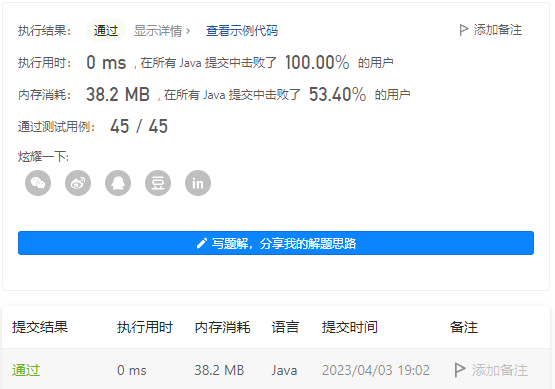 执行结果： 通过 显示详情 › 查看示例代码 添加备注
执行用时： 0 ms , 在所有 Java 提交中击败了 100.00% 的用户
内存消耗： 38.2 MB , 在所有 Java 提交中击败了 53.40% 的用户
通过测试用例： 45 / 45
炫耀一下:
豆 in
写题解，分享我的解题思路
提交结果 执行用时 内存消耗 语言 提交时间 备注
通过 0 ms 38.2 MB Java 2023/04/03 19:02 添加备注